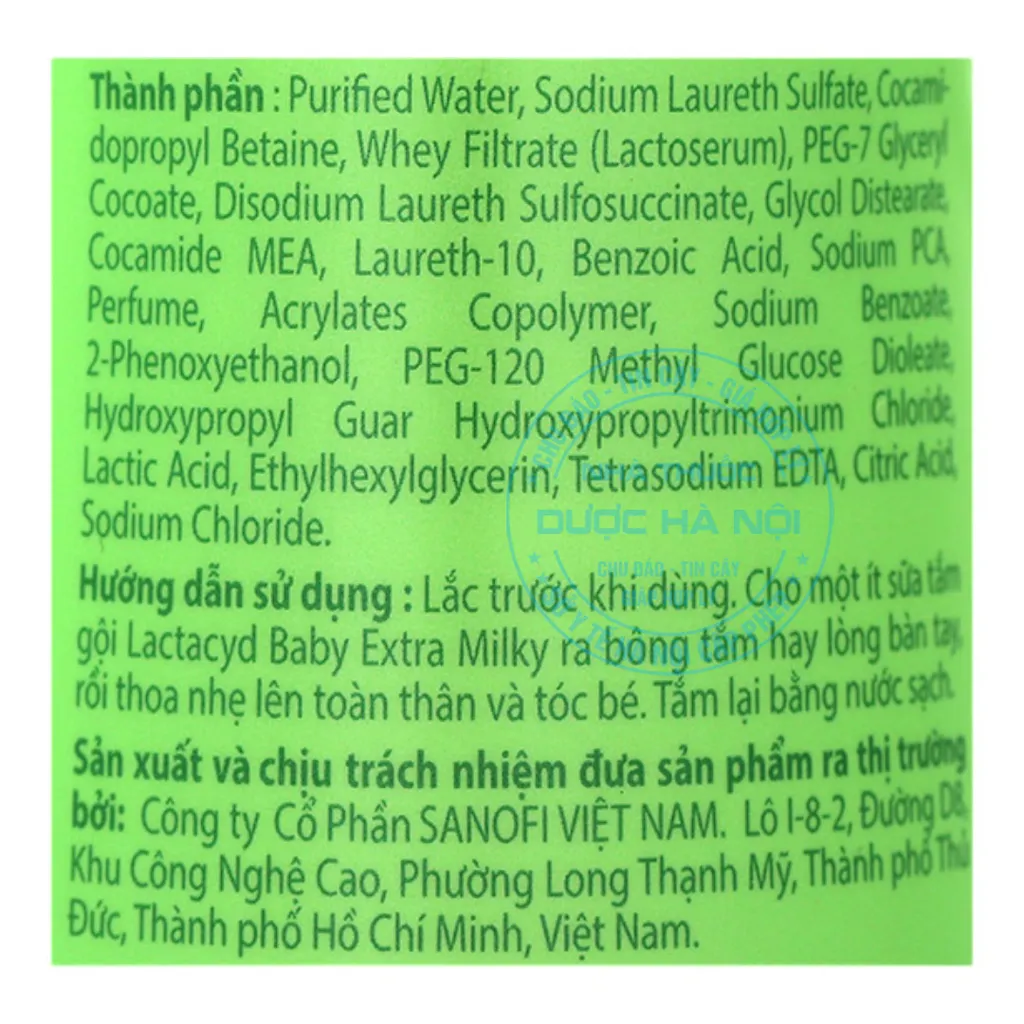 Thành phần : Purified Water, Sodium Laureth Sulfate, Cocami-
dopropyl Betaine, Whey Filtrate (Lactoserum), PEG-7 Glyceryl
Cocoate, Disodium Laureth Sulfosuccinate, Glycol Distearate,
Cocamide MEA, Laureth-10, Benzoic Acid, Sodium PCA,
Perfume, Acrylates Copolymer, Sodium Benzoate,
2-Phenoxyethanol, PEG-120 Methyl Glucose Dioleate,
Hydroxypropyl Guar Hydroxypropyltrimonium Chloride,
Lactic Acid, Ethylhexylglycerin, Tetrasodium EDTA, Citric Acid,
Sodium Chloride.
Hướng dẫn sử dụng : Lắc trước khi dùng. Cho một ít sữa tắm
gội Lactacyd Baby Extra Milky ra bông tắm hay lòng bàn tay,
rồi thoa nhẹ lên toàn thân và tóc bé. Tắm lại bằng nước sạch.
Sản xuất và chịu trách nhiệm đưa sản phẩm ra thị trường
bởi: Công ty Cổ Phần SANOFI VIỆT NAM. Lô I-8-2, Đường D8,
Khu Công Nghệ Cao, Phường Long Thạnh Mỹ, Thành phố Thủ
Đức, Thành phố Hồ Chí Minh, Việt Nam.
DƯỢC HÀ NỘI
CHU ĐÁO - TIN CẬY